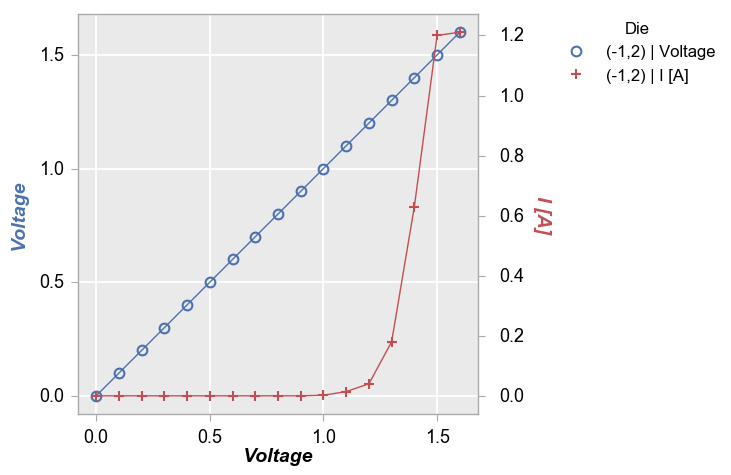 Die
(-1,2) | Voltage
(-1,2) | I [A]
Voltage
1.5
1.0
0.5
0.0
1.2
1.0
0.8
0.6
0.4
0.2
0.0
I [A]
0.0 0.5 1.0 1.5
Voltage